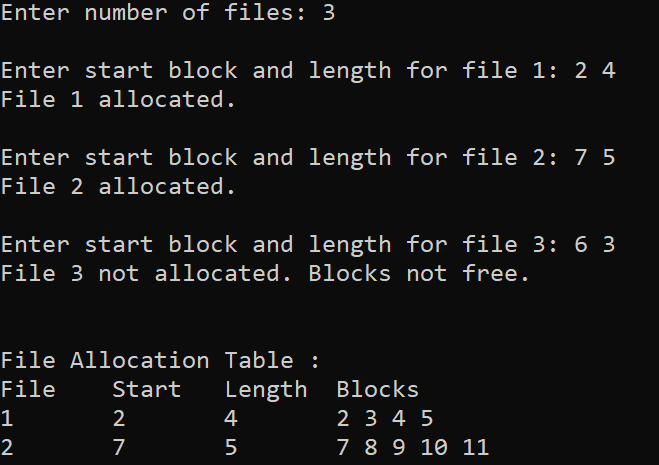 Enter number of files: 3
Enter start block and length for file 1: 2 4
File 1 allocated.
Enter start block and length for file 2: 7 5
File 2 allocated.
Enter start block and length for file 3: 6 3
File 3 not allocated. Blocks not free.
File Allocation Table :
File    Start   Length  Blocks
1       2       4       2 3 4 5
2       7       5       7 8 9 10 11